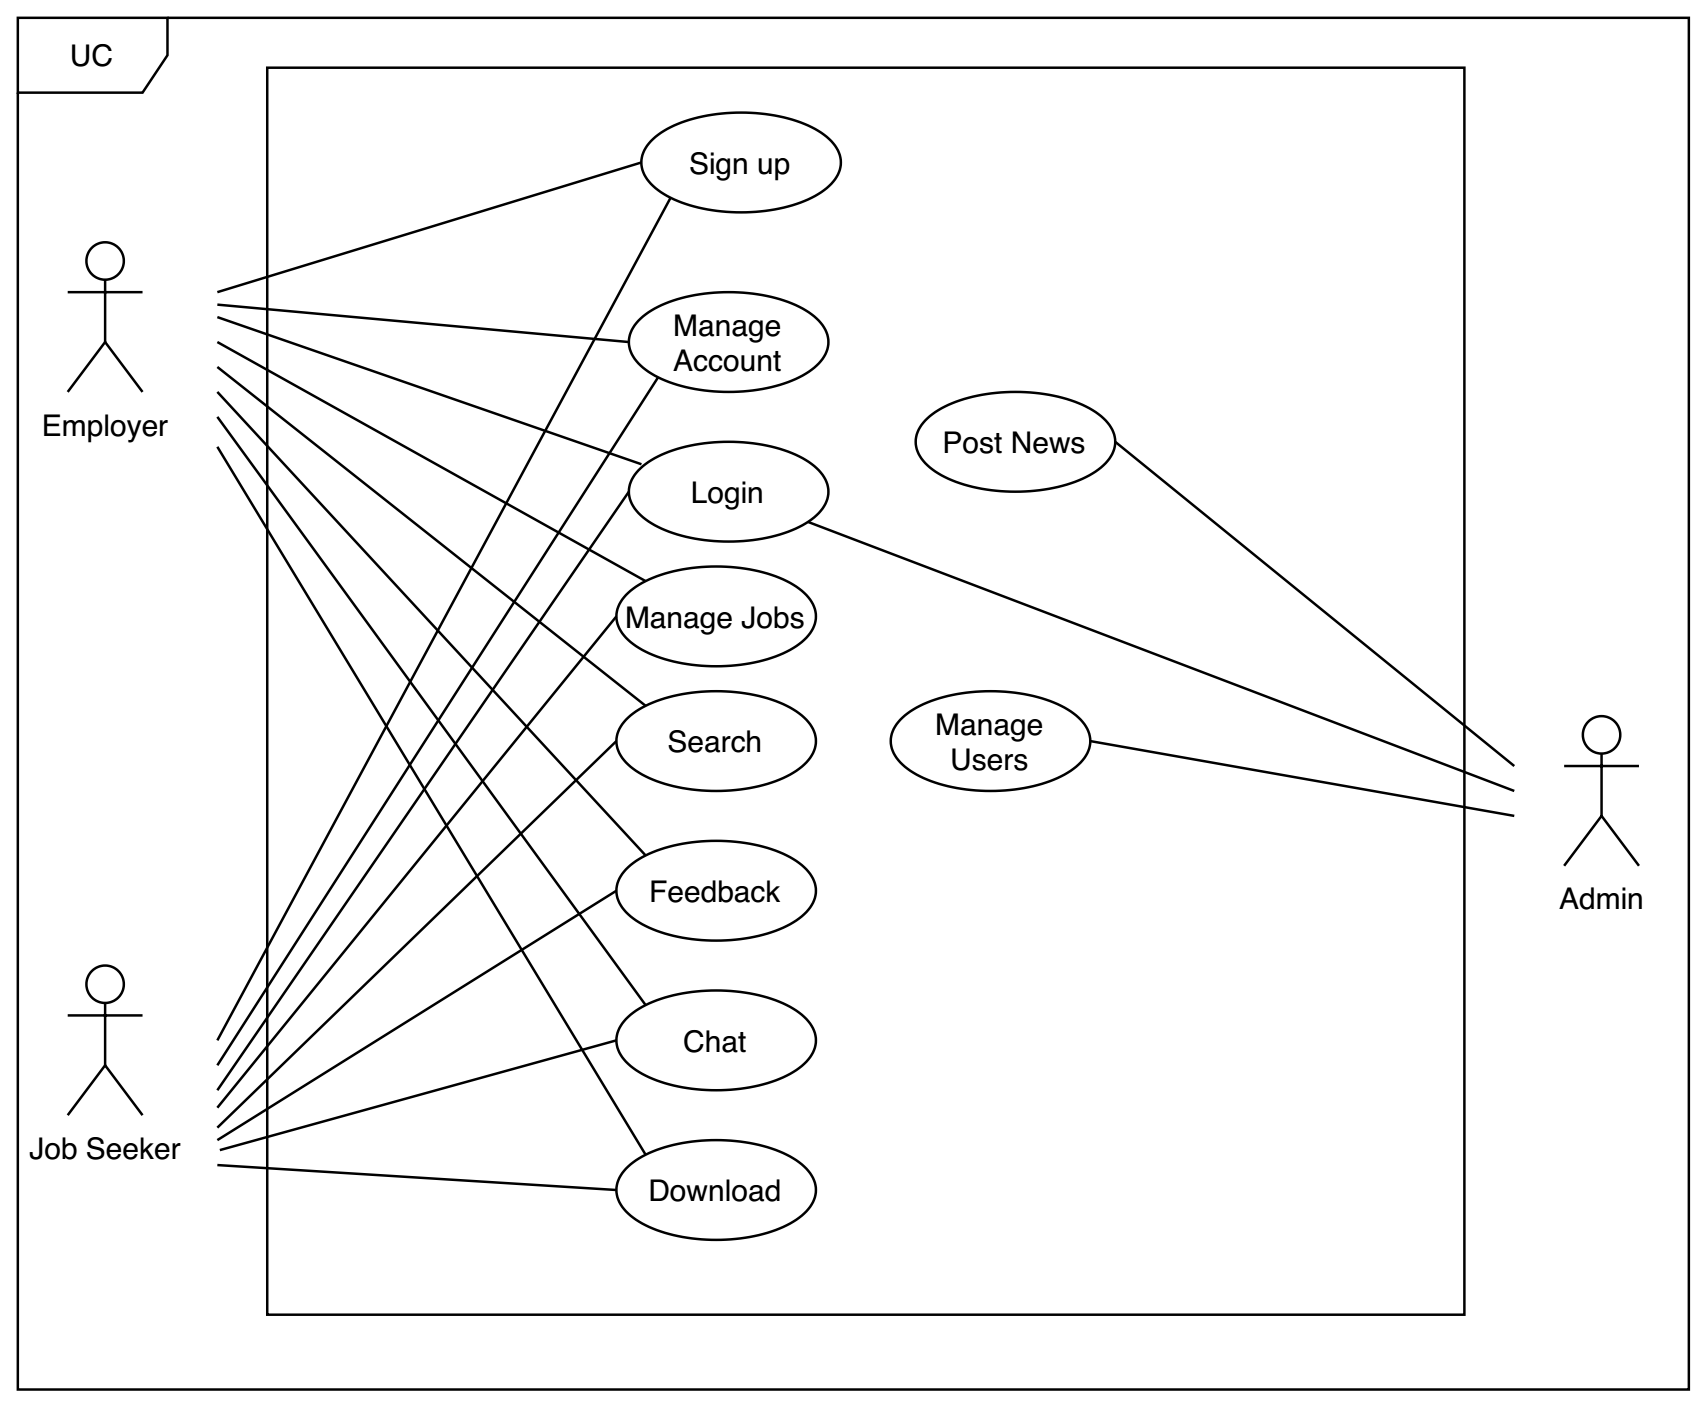 UC
Sign up
Manage
Account
Employer
Post News
Login
Manage Jobs
Search
Manage
Users
Feedback
Admin
Chat
Job Seeker
Download